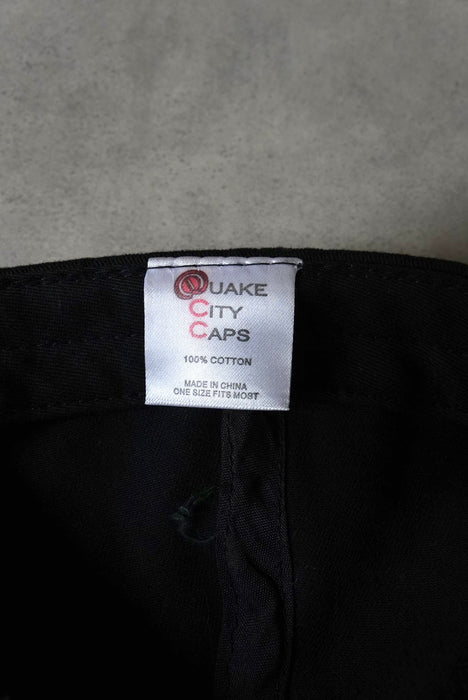 QUAKE
CITY
CAPS
100% COTTON
MADE IN CHINA
ONE SIZE FITS MOST